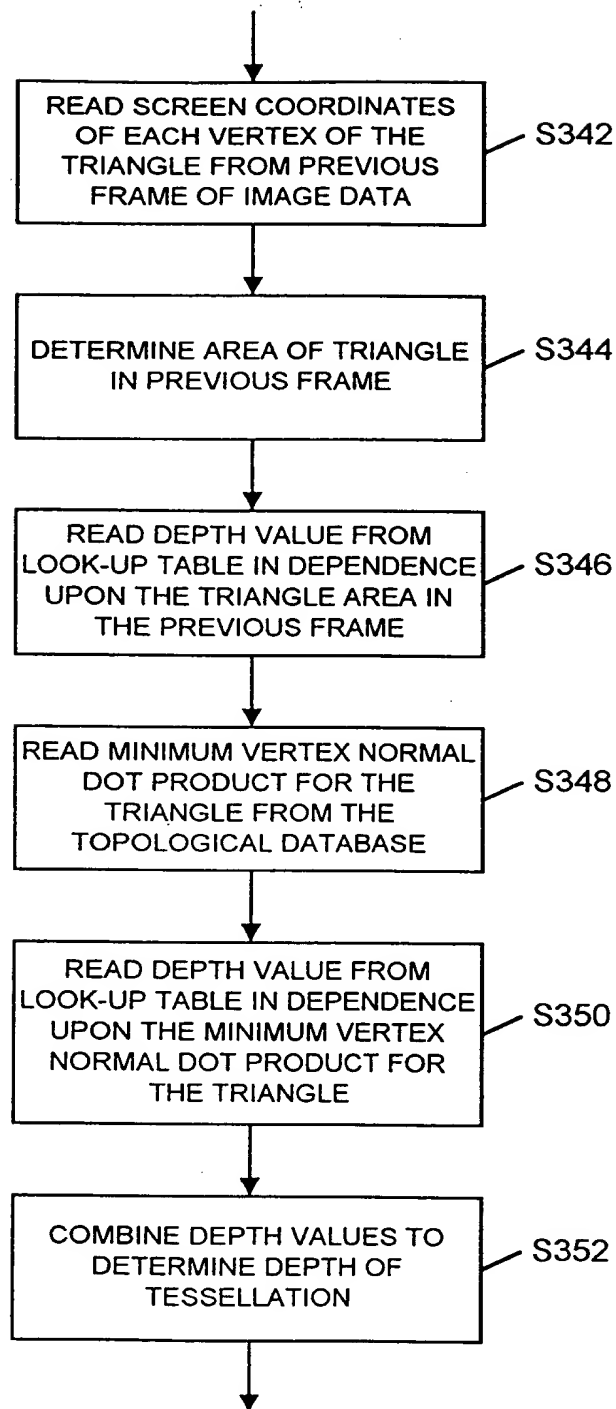 READ SCREEN COORDINATES
OF EACH VERTEX OF THE
TRIANGLE FROM PREVIOUS
FRAME OF IMAGE DATA
S342
DETERMINE AREA OF TRIANGLE
IN PREVIOUS FRAME
S344
READ DEPTH VALUE FROM
LOOK-UP TABLE IN DEPENDENCE
UPON THE TRIANGLE AREA IN
THE PREVIOUS FRAME
S346
READ MINIMUM VERTEX NORMAL
DOT PRODUCT FOR THE
TRIANGLE FROM THE
TOPOLOGICAL DATABASE
S348
READ DEPTH VALUE FROM
LOOK-UP TABLE IN DEPENDENCE
UPON THE MINIMUM VERTEX
NORMAL DOT PRODUCT FOR
THE TRIANGLE
S350
COMBINE DEPTH VALUES TO
DETERMINE DEPTH OF
TESSELLATION
S352